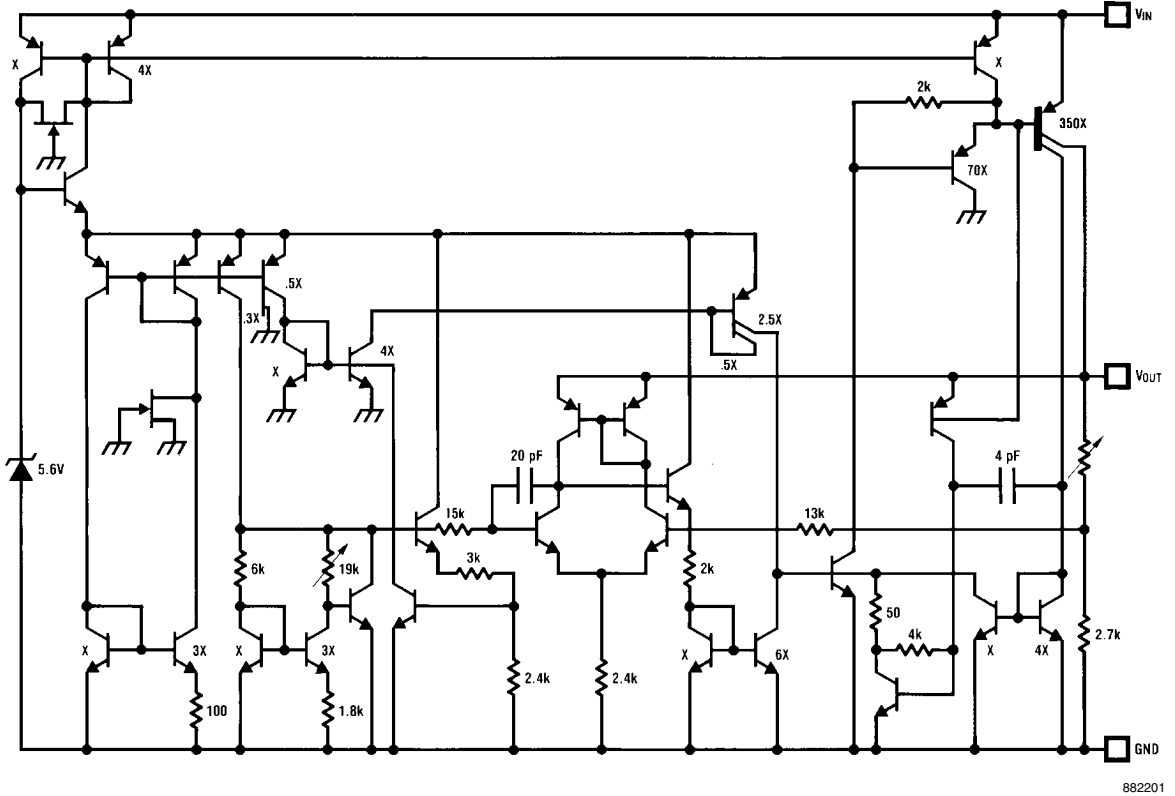 VIN
X
4X
X
2k
350X
70X
.5X
.3X
2.5X
4X
X
.5X
VOUT
5.6V
20 pF
4 pF
15k
13k
3k
6k
19k
2k
50
4k
X
3X
X
3X
2.4k
2.4k
X
6X
X
4X
2.7k
100
1.8k
GND
882201